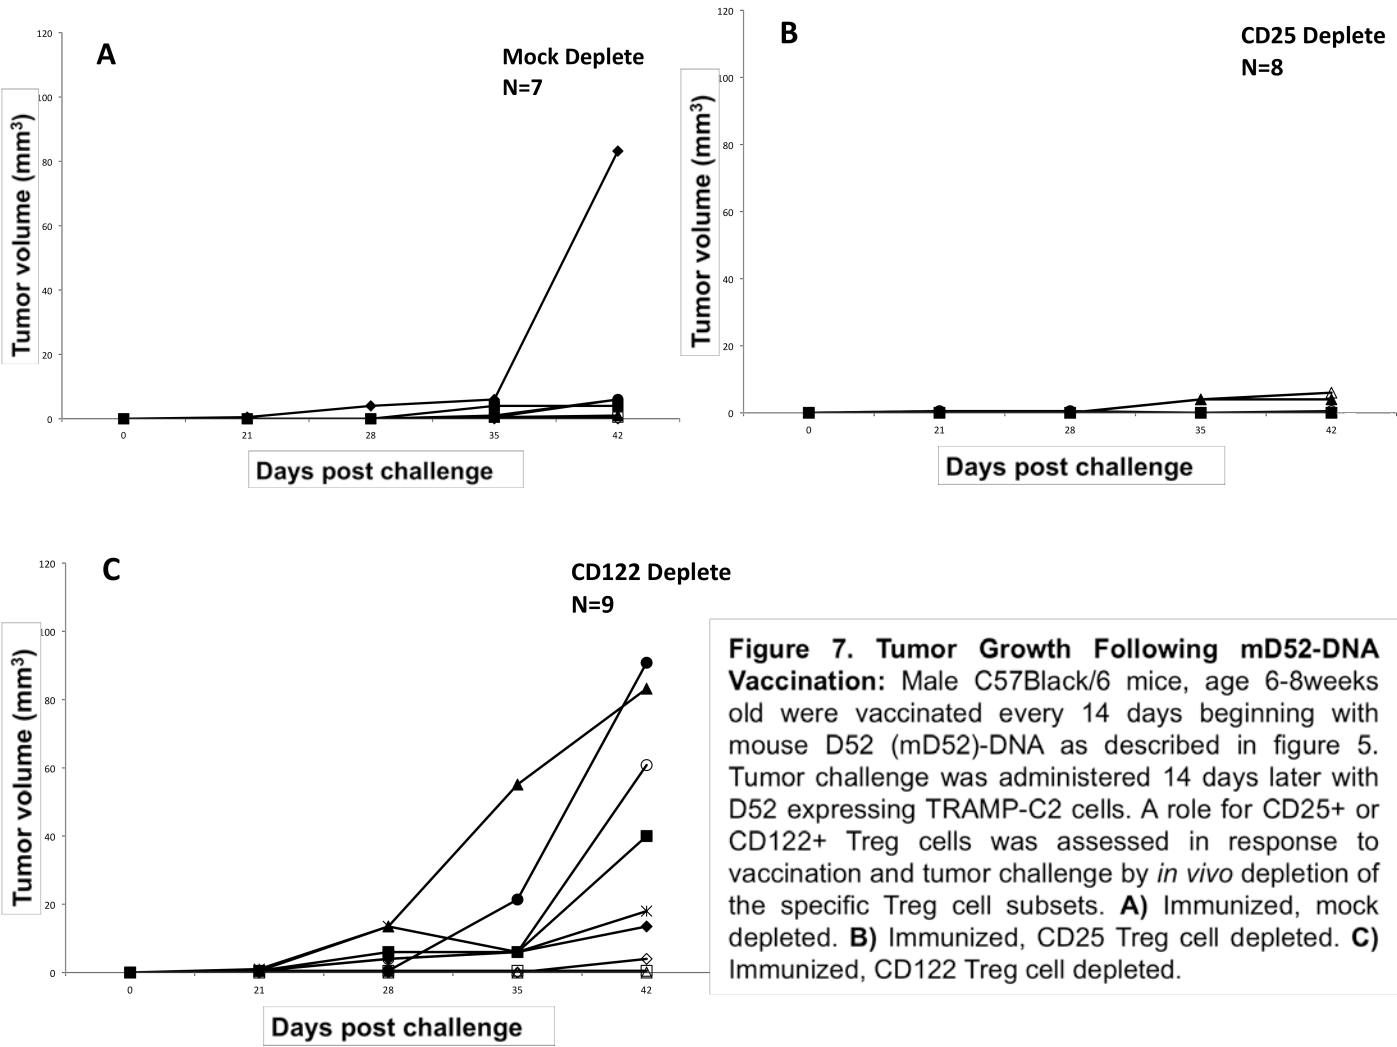 A
Mock Deplete
N=7
120
100
80
60
40
20
0
Tumor volume (mm³)
0 21 28 35 42
Days post challenge
B
CD25 Deplete
N=8
120
100
80
60
40
20
0
Tumor volume (mm³)
0 21 28 35 42
Days post challenge
C
CD122 Deplete
N=9
120
100
80
60
40
20
0
Tumor volume (mm³)
0 21 28 35 42
Days post challenge
Figure 7. Tumor Growth Following mD52-DNA
Vaccination: Male C57Black/6 mice, age 6-8weeks
old were vaccinated every 14 days beginning with
mouse D52 (mD52)-DNA as described in figure 5.
Tumor challenge was administered 14 days later with
D52 expressing TRAMP-C2 cells. A role for CD25+ or
CD122+ Treg cells was assessed in response to
vaccination and tumor challenge by in vivo depletion of
the specific Treg cell subsets. A) Immunized, mock
depleted. B) Immunized, CD25 Treg cell depleted. C)
Immunized, CD122 Treg cell depleted.